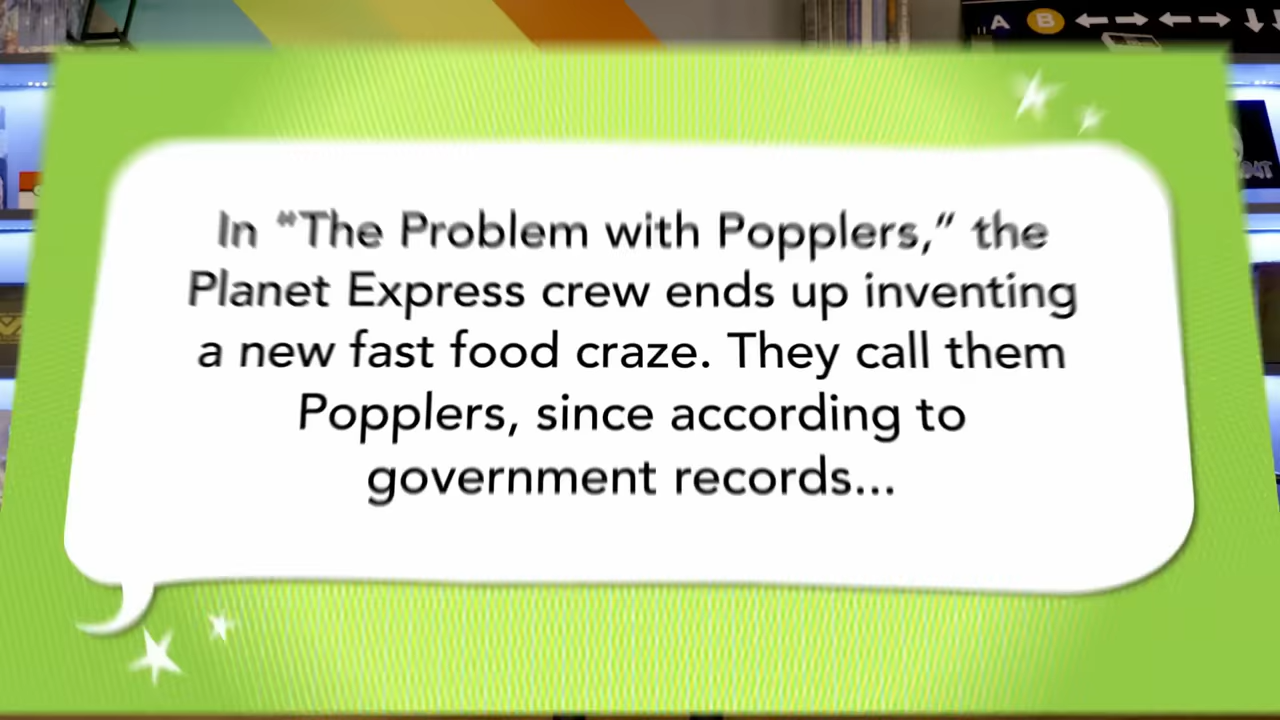 A B
In “The Problem with Popplers,” the
Planet Express crew ends up inventing
a new fast food craze. They call them
Popplers, since according to
government records...